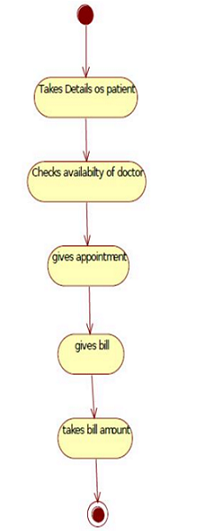 Takes Details os patient
Checks availabilty of doctor
gives appointment
gives bill
takes bill amount